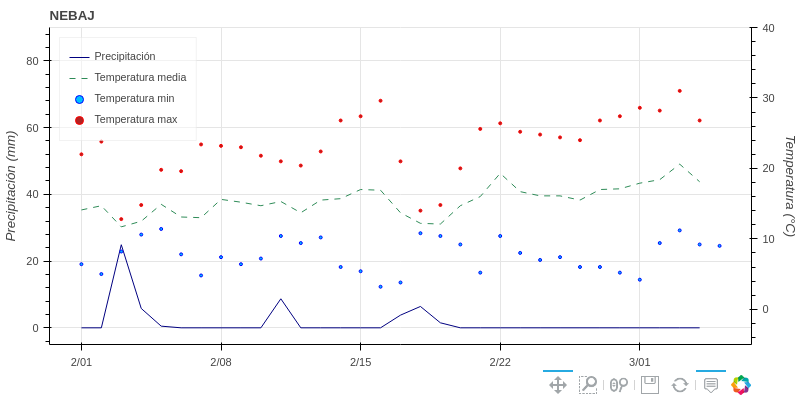 NEBAJ
Precipitación
Temperatura media
Temperatura min
Temperatura max
Precipitación (mm)
80
60
40
20
0
Temperatura (°C)
40
30
20
10
0
2/01 2/08 2/15 2/22 3/01